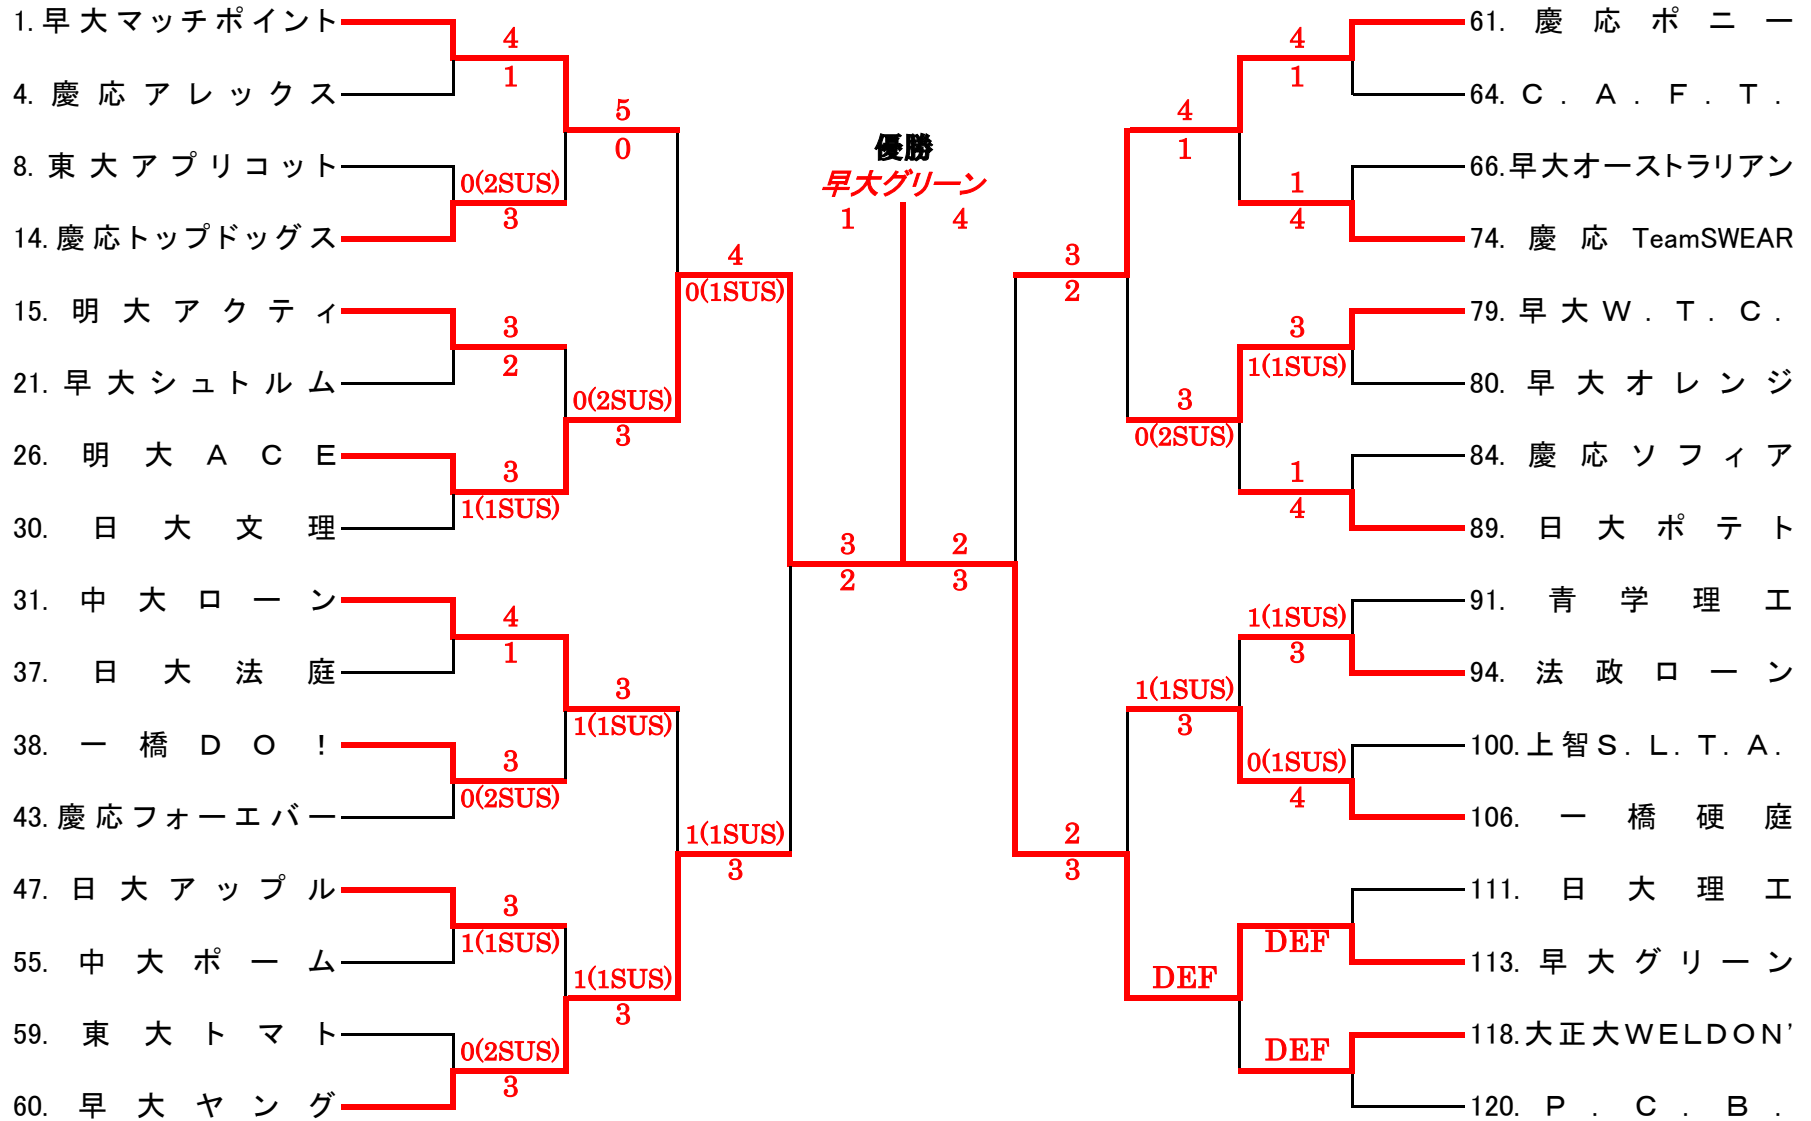 1.早大マッチポイント
4
1
4.慶応アレックス
5
0
8.東大アプリコット
0(2SUS)
3
14.慶応トップドッグス
4
0(1SUS)
15.明大アクティ
3
2
21.早大シュトルム
0(2SUS)
3
26.明大ACE
3
1(1SUS)
30.日大文理
3
2
31.中大ローン
4
1
37.日大法庭
3
1(1SUS)
38.一橋DO!
3
0(2SUS)
43.慶応フォーエバー
1(1SUS)
3
47.日大アップル
3
1(1SUS)
55.中大ポーム
1(1SUS)
3
59.東大トマト
0(2SUS)
3
60.早大ヤング
優勝
早大グリーン
1 4
61.慶応ポニー
4
1
64.C.A.F.T.
4
1
66.早大オーストラリアン
1
4
74.慶応TeamSWEAR
3
2
79.早大W.T.C.
3
1(1SUS)
80.早大オレンジ
3
0(2SUS)
84.慶応ソフィア
1
4
89.日大ポテト
2
3
91.青学理工
1(1SUS)
3
94.法政ローン
1(1SUS)
3
100.上智S.L.T.A.
0(1SUS)
4
106.一橋硬庭
2
3
111.日大理工
DEF
113.早大グリーン
DEF
118.大正大WELDON'
DEF
120.P.C.B.